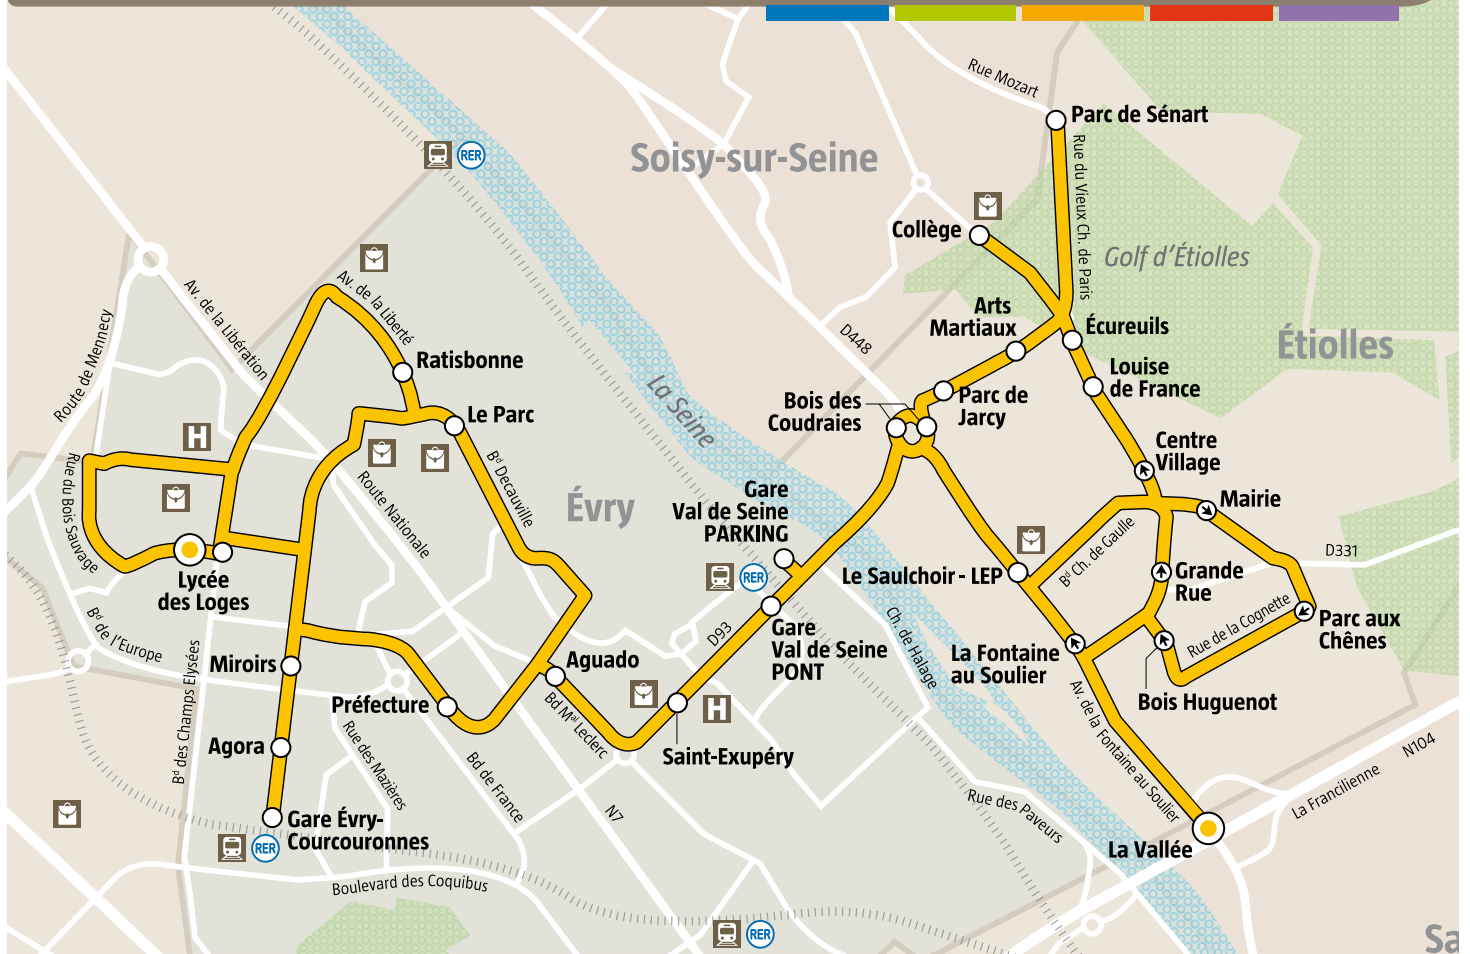 Rue Mozart
Parc de Sénart
Soisy-sur-Seine
RER
Rue du Vieux Ch. de Paris
Collège
Golf d'Étiolles
Av. de la Liberté
Av. de la Libération
Route de Mennecy
Arts
Martiaux
Écureuils
D448
Étiolles
Ratisbonne
Louise
de France
La Seine
Parc de
Jarcy
Bois des
Coudraies
Le Parc
H
Centre
Village
Bd Decauville
Rue du Bois Sauvage
Route Nationale
Évry
Gare
Val de Seine
PARKING
Mairie
Bd Ch. de Gaulle
D331
RER
Le Saulchoir - LEP
Grande
Rue
Lycée
des Loges
Rue de la Cognette
Parc aux
Chênes
Bd de l'Europe
D93
Gare
Val de Seine
PONT
Ch. de Halage
La Fontaine
au Soulier
Miroirs
Aguado
Bois Huguenot
Bd des Champs Elysées
Préfecture
Bd Mal Leclerc
H
Av. de la Fontaine au Soulier
Agora
Rue des Mazières
Bd de France
Saint-Exupéry
N104
La Francilienne
N7
Rue des Paveurs
Gare Évry-
Courcouronnes
RER
La Vallée
Boulevard des Coquibus
RER
Sa